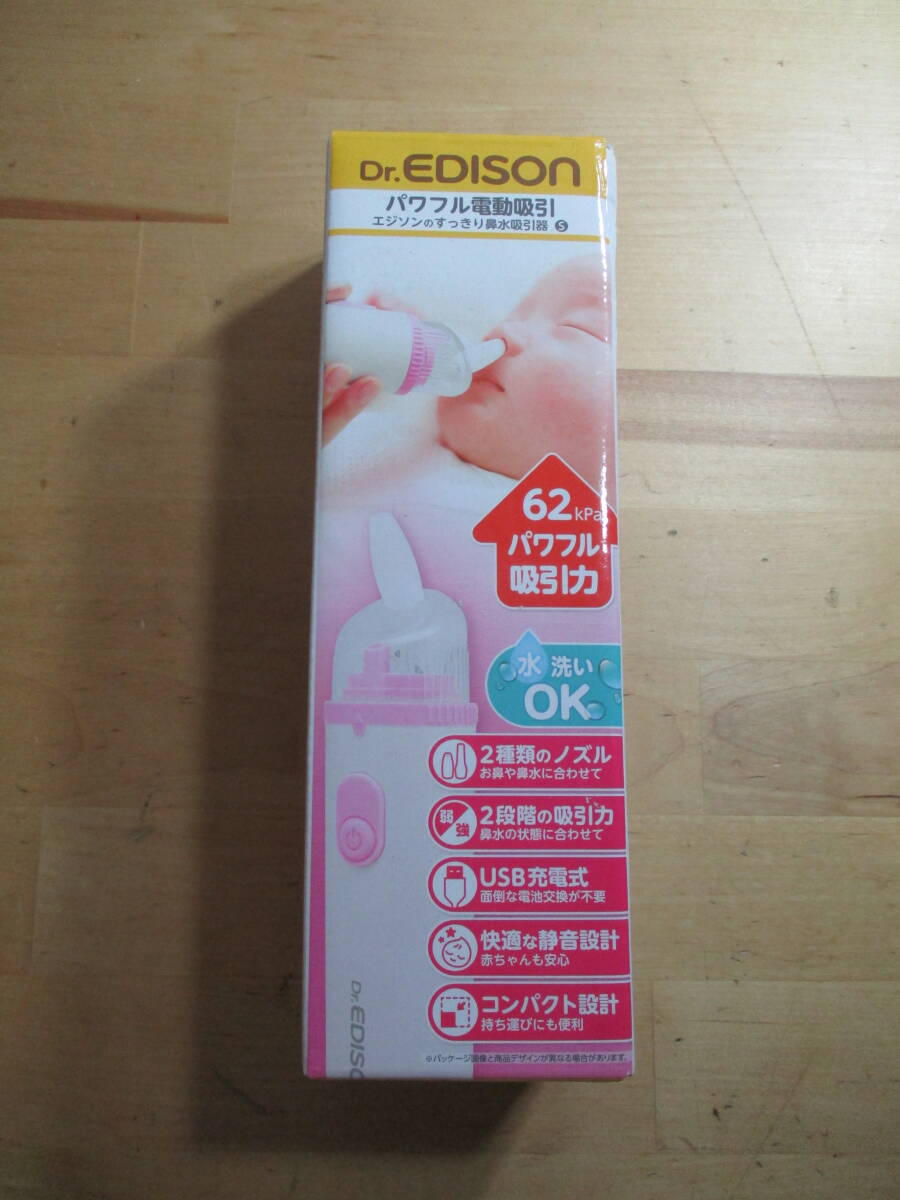 Dr.EDISON
パワフル電動吸引
エジソンのすっきり鼻水吸引器 S
62kPa
パワフル
吸引力
水洗い
OK
2種類のノズル
お鼻や鼻水に合わせて
弱
強
2段階の吸引力
鼻水の状態に合わせて
USB充電式
面倒な電池交換が不要
快適な静音設計
赤ちゃんも安心
コンパクト設計
持ち運びにも便利
Dr.EDISO
※パッケージ画像と商品デザインが異なる場合があります。